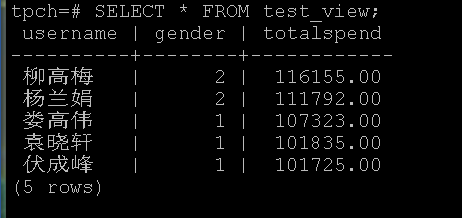 tpch=# SELECT * FROM test_view;
username | gender | totalspend
----------+--------+------------
柳高梅 | 2 | 116155.00
杨兰娟 | 2 | 111792.00
娄高伟 | 1 | 107323.00
袁晓轩 | 1 | 101835.00
伏成峰 | 1 | 101725.00
(5 rows)